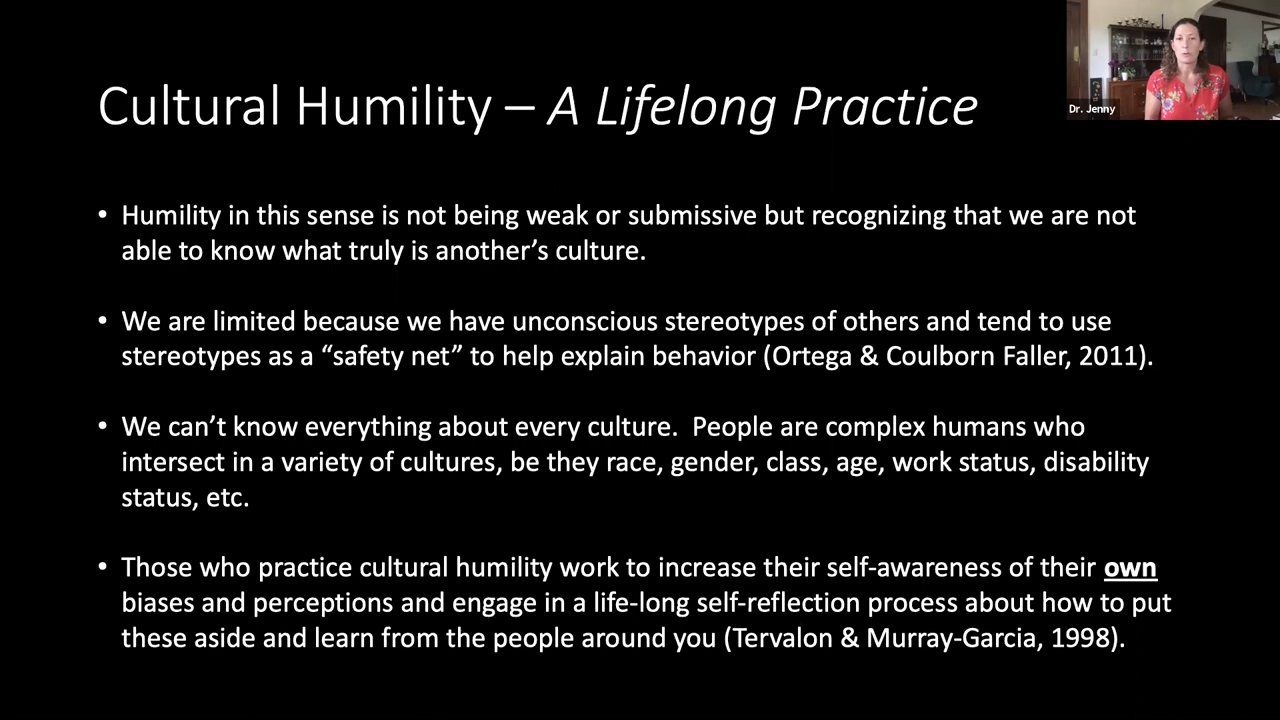 Cultural Humility – A Lifelong Practice
Dr. Jenny
• Humility in this sense is not being weak or submissive but recognizing that we are not
able to know what truly is another’s culture.
• We are limited because we have unconscious stereotypes of others and tend to use
stereotypes as a “safety net” to help explain behavior (Ortega & Coulborn Faller, 2011).
• We can’t know everything about every culture.  People are complex humans who
intersect in a variety of cultures, be they race, gender, class, age, work status, disability
status, etc.
• Those who practice cultural humility work to increase their self-awareness of their own
biases and perceptions and engage in a life-long self-reflection process about how to put
these aside and learn from the people around you (Tervalon & Murray-Garcia, 1998).